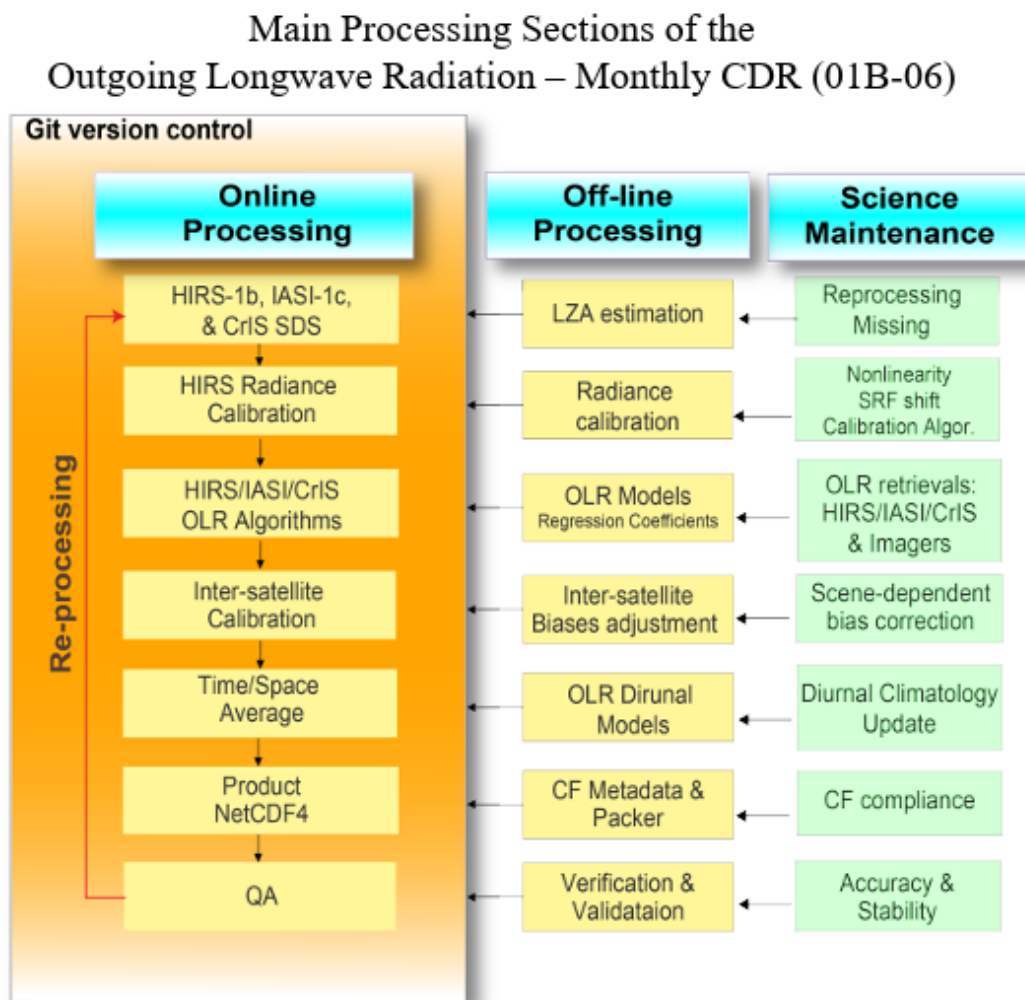 Main Processing Sections of the
Outgoing Longwave Radiation – Monthly CDR (01B-06)
Git version control
Online
Processing
Off-line
Processing
Science
Maintenance
HIRS-1b, IASI-1c,
& CrIS SDS
LZA estimation
Reprocessing
Missing
HIRS Radiance
Calibration
Radiance
calibration
Nonlinearity
SRF shift
Calibration Algor.
HIRS/IASI/CrIS
OLR Algorithms
OLR Models
Regression Coefficients
OLR retrievals:
HIRS/IASI/CrIS
& Imagers
Inter-satellite
Calibration
Inter-satellite
Biases adjustment
Scene-dependent
bias correction
Time/Space
Average
OLR Dirunal
Models
Diurnal Climatology
Update
Product
NetCDF4
CF Metadata &
Packer
CF compliance
QA
Verification &
Validataion
Accuracy &
Stability
Re-processing